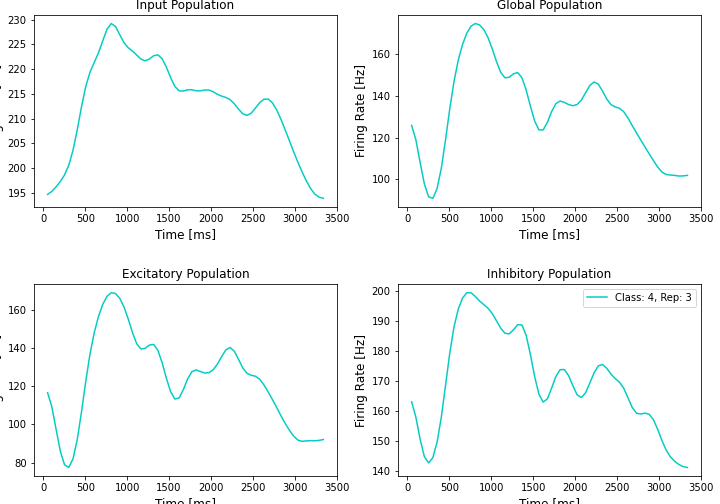 Input Population
Global Population
230
225
220
215
210
205
200
195
0 500 1000 1500 2000 2500 3000 3500
Time [ms]
Firing Rate [Hz]
160
140
120
100
0 500 1000 1500 2000 2500 3000 3500
Time [ms]
Excitatory Population
Inhibitory Population
160
140
120
100
80
0 500 1000 1500 2000 2500 3000 3500
Time [ms]
Firing Rate [Hz]
200
190
180
170
160
150
140
Class: 4, Rep: 3
0 500 1000 1500 2000 2500 3000 3500
Time [ms]